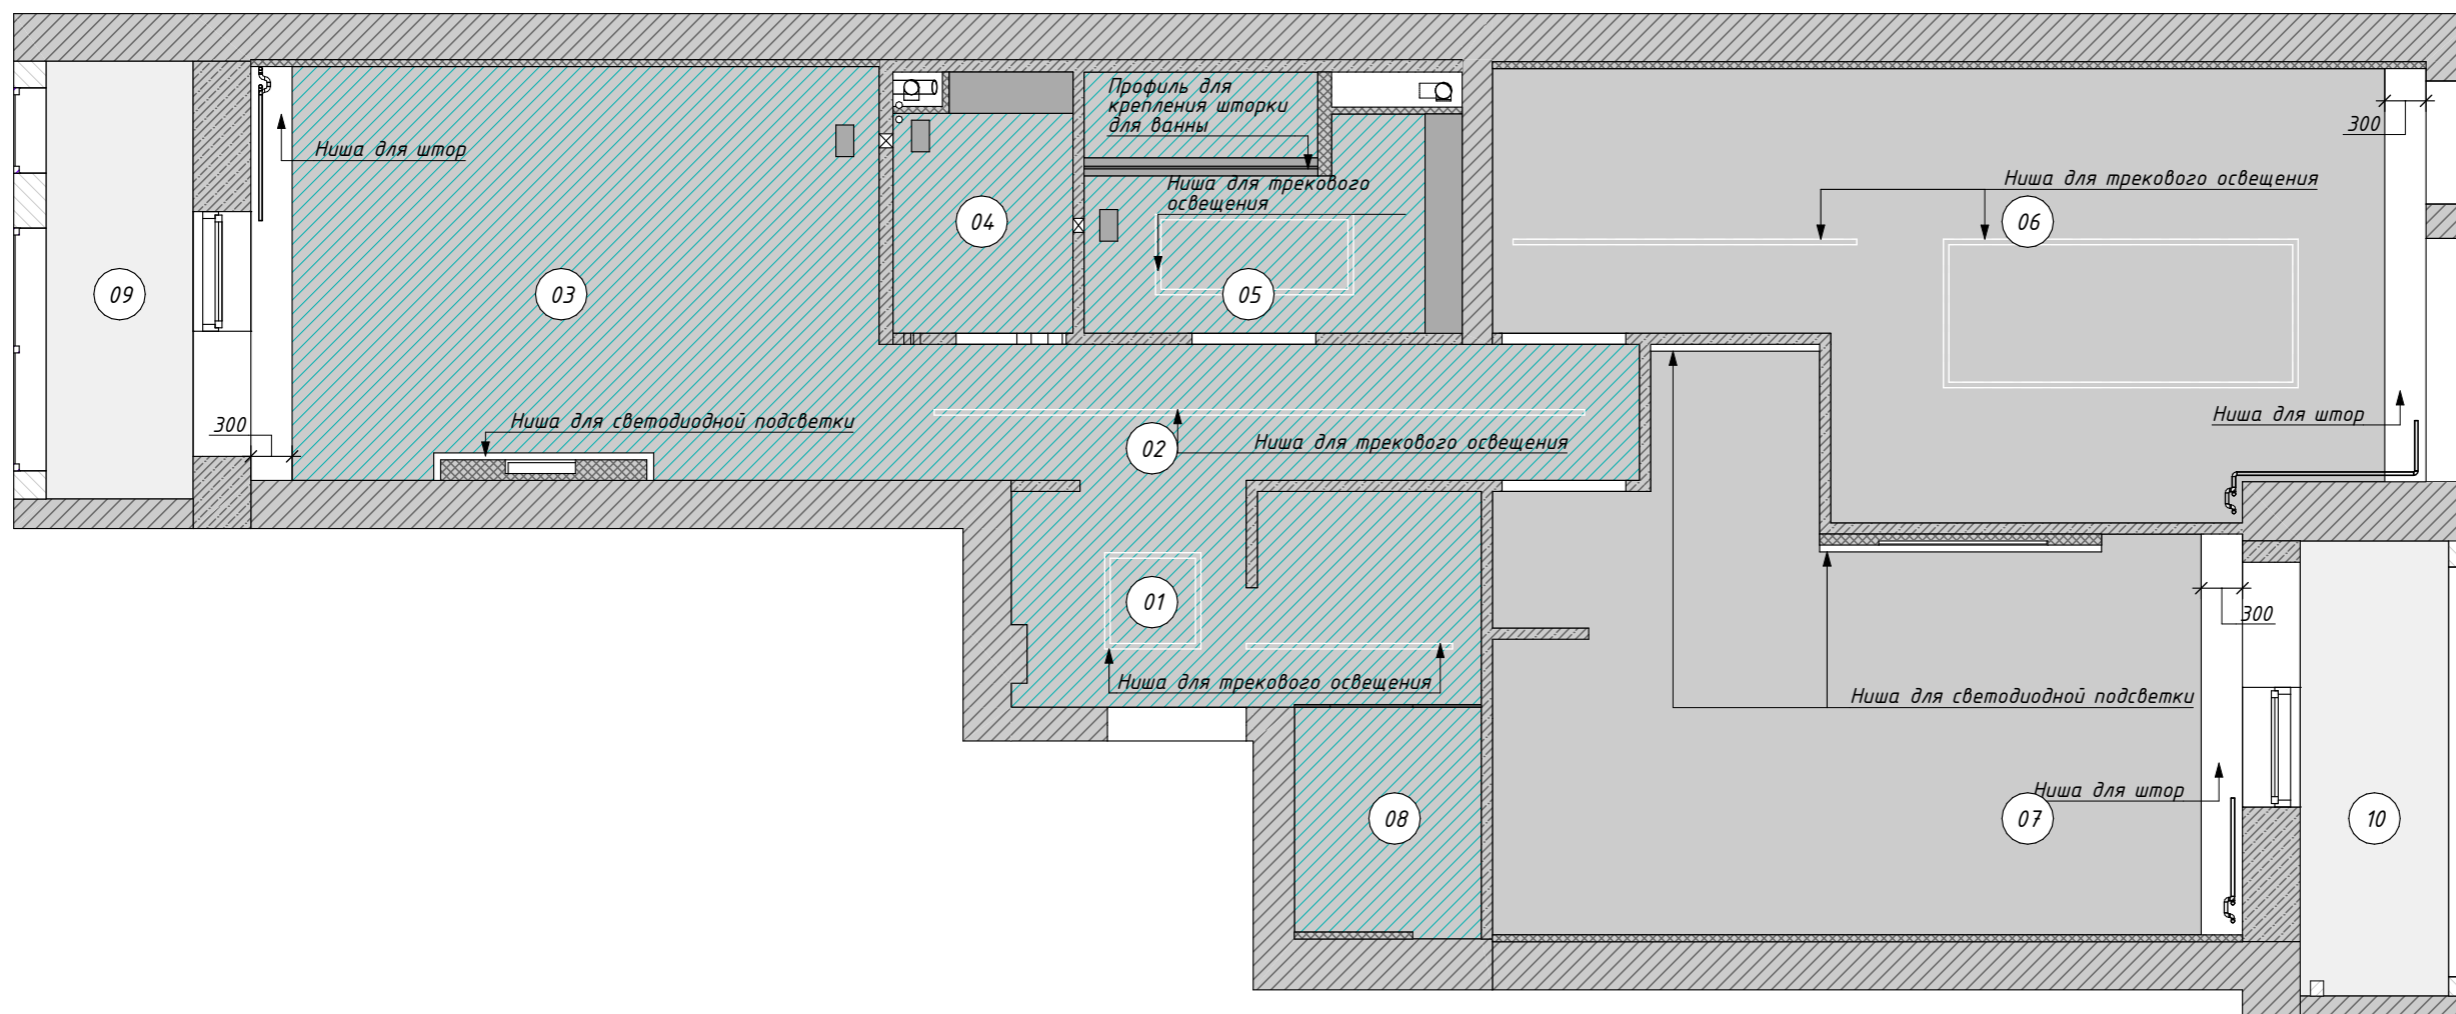 Профиль для
крепления шторки
для ванны
300
Ниша для штор
Ниша для трекового
освещения
Ниша для трекового освещения
04
06
09
03
05
300
Ниша для светодиодной подсветки
02
Ниша для трекового освещения
Ниша для штор
01
300
Ниша для трекового освещения
Ниша для светодиодной подсветки
Ниша для штор
08
07
10